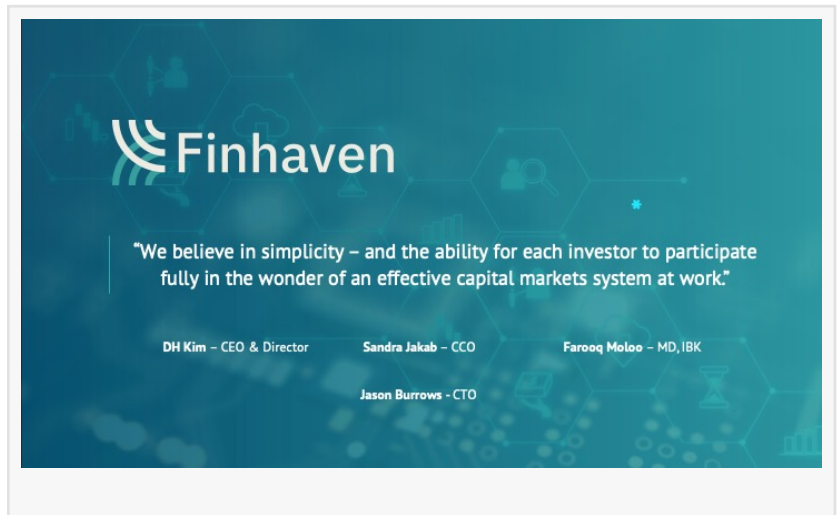 Finhaven
*
“We believe in simplicity – and the ability for each investor to participate
fully in the wonder of an effective capital markets system at work.”
DH Kim – CEO & Director
Sandra Jakab – CCO
Farooq Moloo – MD, IBK
Jason Burrows - CTO